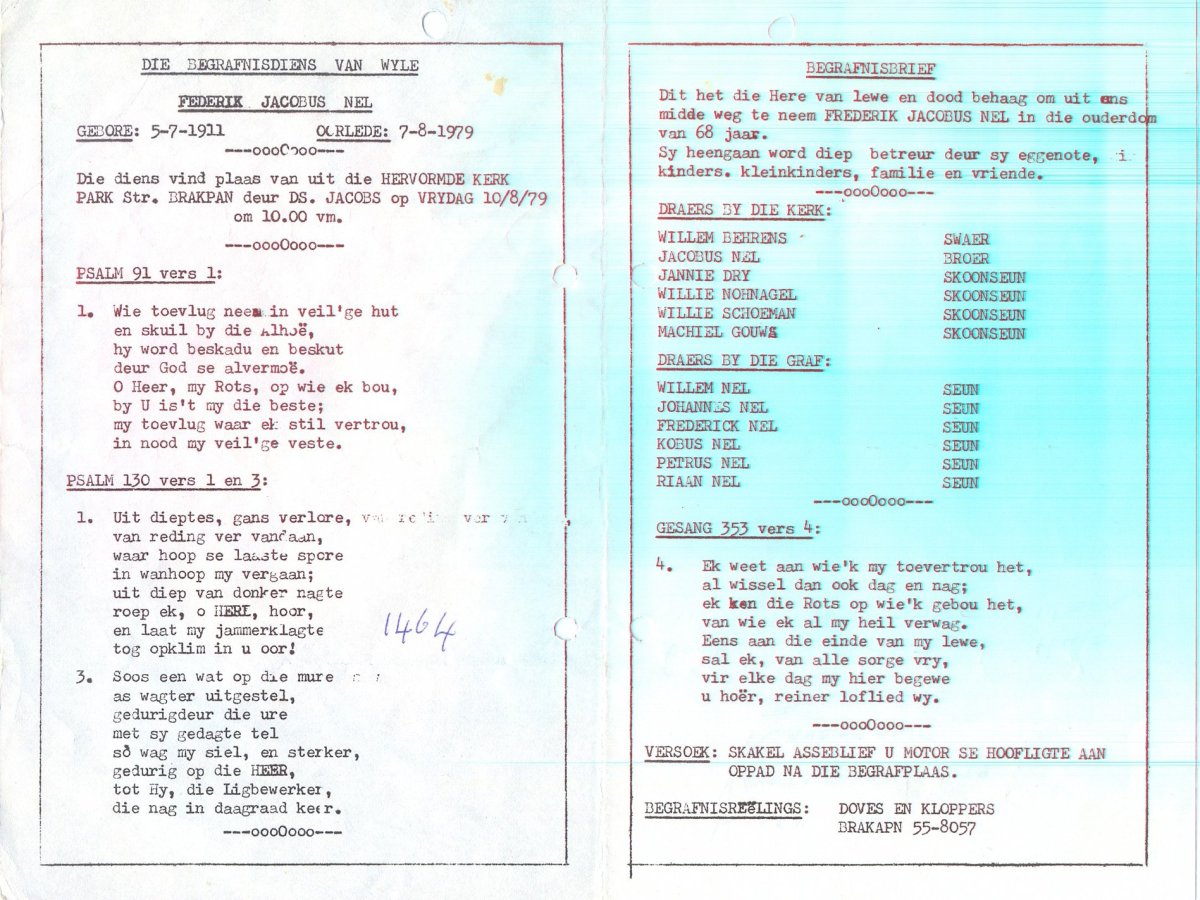 DIE BEGRAFNISDIENS VAN WYLE
FEDERIK JACOBUS NEL
GEBORE: 5-7-1911 OORLEDE: 7-8-1979
---oooOooo---
Die diens vind plaas van uit die HERVORMDE KERK
PARK Str. BRAKPAN deur DS. JACOBS op VRYDAG 10/8/79
om 10.00 vm.
---oooOooo---
PSALM 91 vers 1:
1. Wie toevlug neem in veil'ge hut
en skuil by die Alhoë,
hy word beskadu en beskut
deur God se alvermoë.
O Heer, my Rots, op wie ek bou,
by U is't my die beste;
my toevlug waar ek stil vertrou,
in nood my veil'ge veste.
PSALM 130 vers 1 en 3:
1. Uit dieptes, gans verlore,
van reding ver vandaan,
waar hoop se laaste spore
in wanhoop my vergaan;
uit diep van donker nagte
roep ek, o HERE, hoor,
en laat my jammerklagte
tog opklim in u oor!
1464
3. Soos een wat op die mure
as wagter uitgestel,
gedurigdeur die ure
met sy gedagte tel
sò wag my siel, en sterker,
gedurig op die HEER,
tot Hy, die Ligbewerker,
die nag in daagraad keer.
---oooOooo---
BEGRAFNISBRIEF
Dit het die Here van lewe en dood behaag om uit ons
midde weg te neem FREDERIK JACOBUS NEL in die ouderdom
van 68 jaar.
Sy heengaan word diep betreur deur sy eggenote,
kinders. kleinkinders, familie en vriende.
---oooOooo---
DRAERS BY DIE KERK:
WILLEM BEHRENS SWAER
JACOBUS NEL BROER
JANNIE DRY SKOONSEUN
WILLIE NOHNAGEL SKOONSEUN
WILLIE SCHOEMAN SKOONSEUN
MACHIEL GOUWS SKOONSEUN
DRAERS BY DIE GRAF:
WILLEM NEL SEUN
JOHANNES NEL SEUN
FREDERICK NEL SEUN
KOBUS NEL SEUN
PETRUS NEL SEUN
RIAAN NEL SEUN
---oooOooo---
GESANG 353 vers 4:
4. Ek weet aan wie'k my toevertrou het,
al wissel dan ook dag en nag;
ek ken die Rots op wie'k gebou het,
van wie ek al my heil verwag.
Eens aan die einde van my lewe,
sal ek, van alle sorge vry,
vir elke dag my hier begewe
u hoër, reiner loflied wy.
---oooOooo---
VERSOEK: SKAKEL ASSEBLIEF U MOTOR SE HOOFLIGTE AAN
OPPAD NA DIE BEGRAFPLAAS.
BEGRAFNISREËLINGS: DOVES EN KLOPPERS
BRAKAPN 55-8057